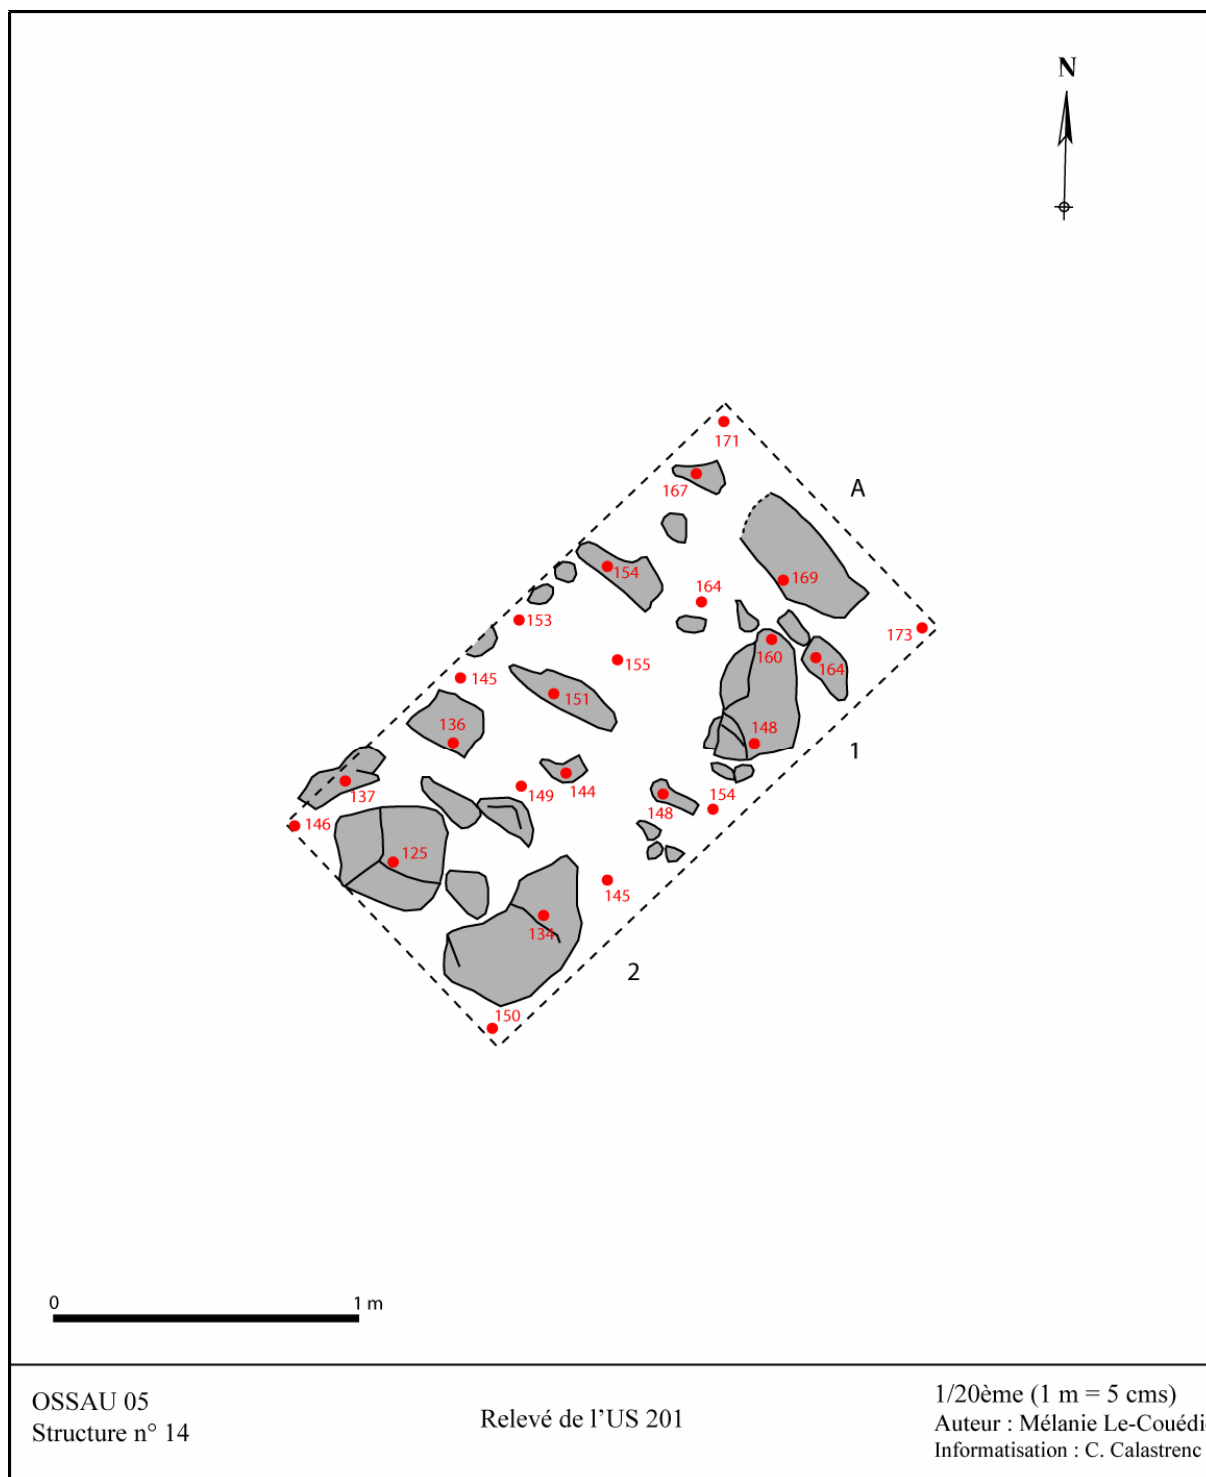 N
171
167
A
154
169
164
153
173
155
160
164
145
151
136
148
1
137
149
144
148
154
146
125
145
134
2
150
0 1 m
OSSAU 05
Structure n° 14
Relevé de l'US 201
1/20ème (1 m = 5 cms)
Auteur : Mélanie Le-Couédi
Informatisation : C. Calastrenc